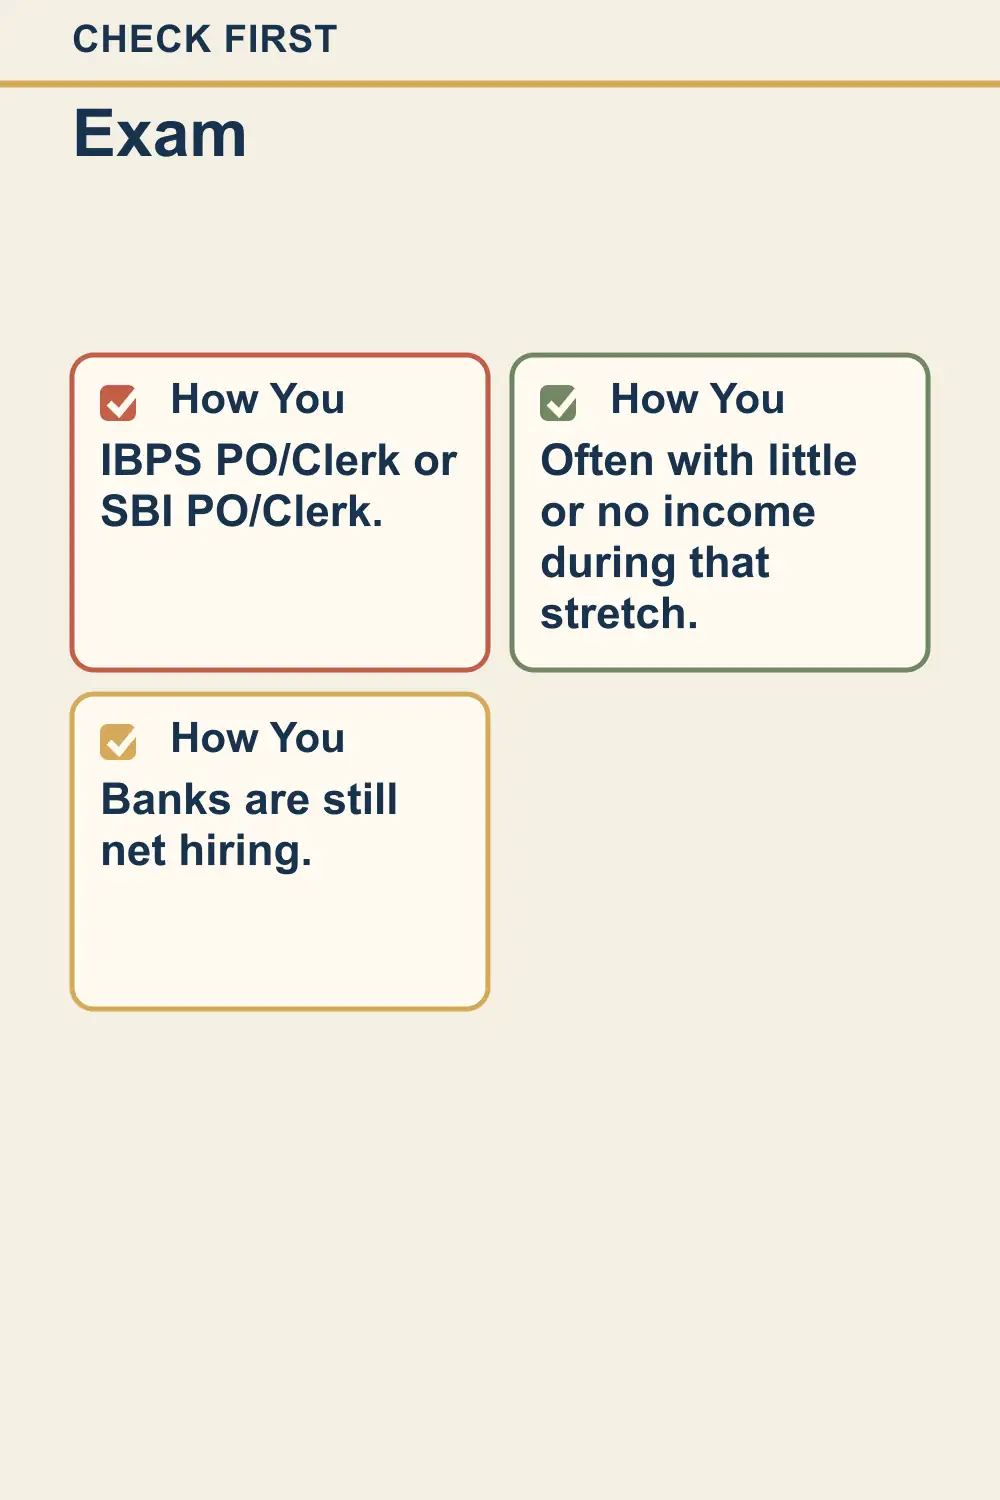 CHECK FIRST
Exam
How You
IBPS PO/Clerk or
SBI PO/Clerk.
How You
Often with little
or no income
during that
stretch.
How You
Banks are still
net hiring.